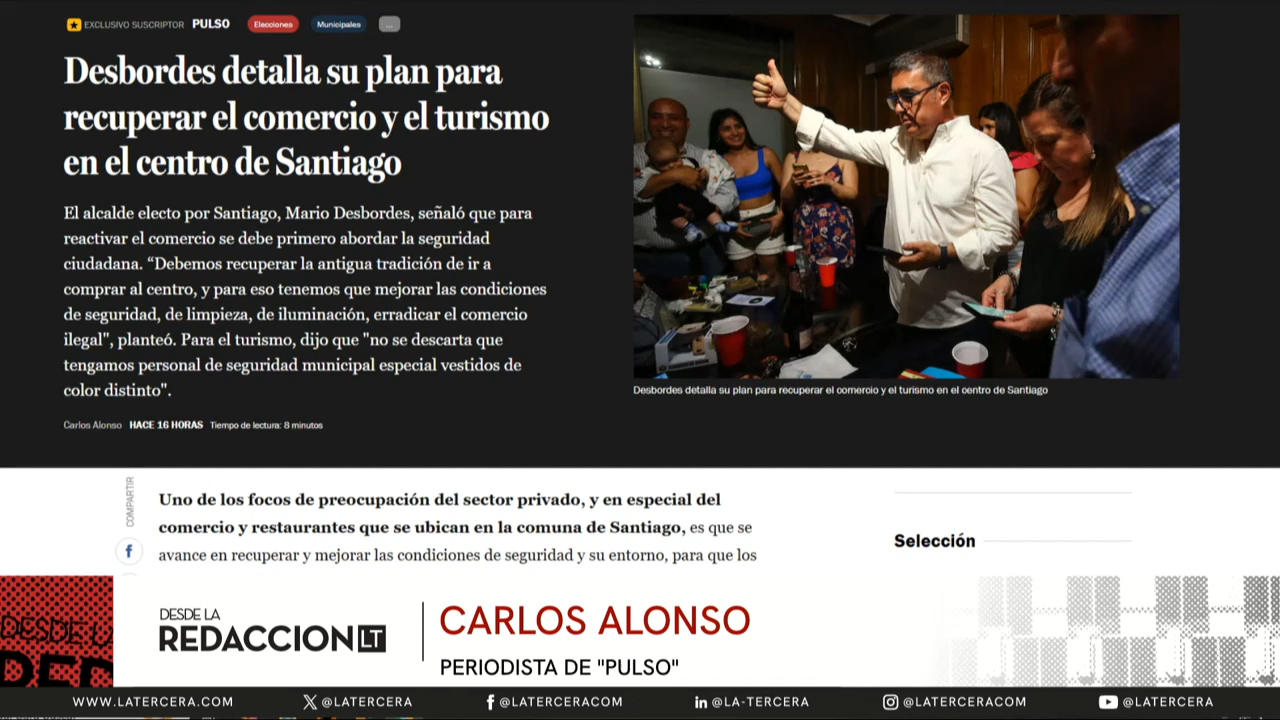 EXCLUSIVO SUSCRIPTOR PULSO Elecciones Municipales ...
Desbordes detalla su plan para
recuperar el comercio y el turismo
en el centro de Santiago
El alcalde electo por Santiago, Mario Desbordes, señaló que para
reactivar el comercio se debe primero abordar la seguridad
ciudadana. “Debemos recuperar la antigua tradición de ir a
comprar al centro, y para eso tenemos que mejorar las condiciones
de seguridad, de limpieza, de iluminación, erradicar el comercio
ilegal", planteó. Para el turismo, dijo que "no se descarta que
tengamos personal de seguridad municipal especial vestidos de
color distinto".
Carlos Alonso HACE 16 HORAS Tiempo de lectura: 8 minutos
Desbordes detalla su plan para recuperar el comercio y el turismo en el centro de Santiago
COMPARTIR
Uno de los focos de preocupación del sector privado, y en especial del
comercio y restaurantes que se ubican en la comuna de Santiago, es que se
avance en recuperar y mejorar las condiciones de seguridad y su entorno, para que los
Selección
DESDE LA
REDACCION LT
CARLOS ALONSO
PERIODISTA DE "PULSO"
WWW.LATERCERA.COM @LATERCERA @LATERCERACOM @LA-TERCERA @LATERCERACOM @LATERCERA